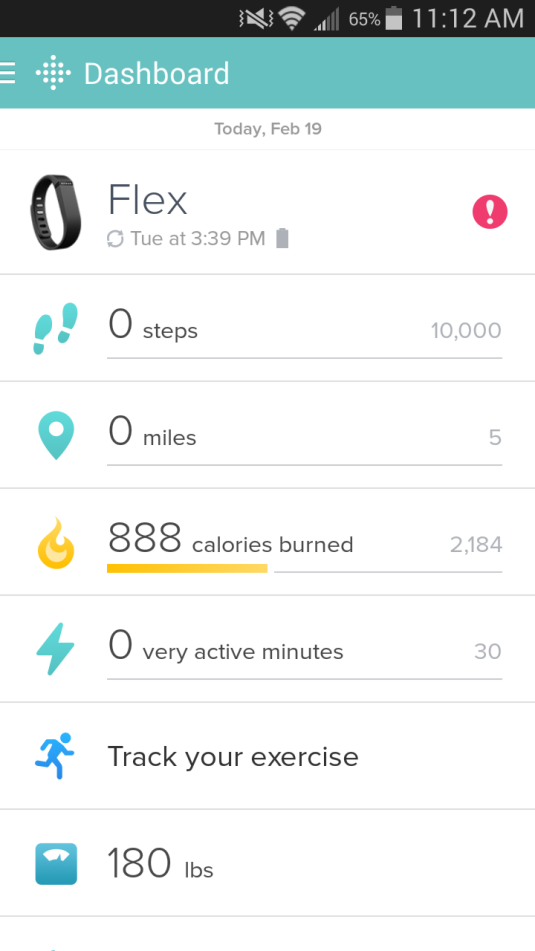 65% 11:12 AM
Dashboard
Today, Feb 19
Flex
Tue at 3:39 PM
0 steps 10,000
0 miles 5
888 calories burned 2,184
0 very active minutes 30
Track your exercise
180 lbs